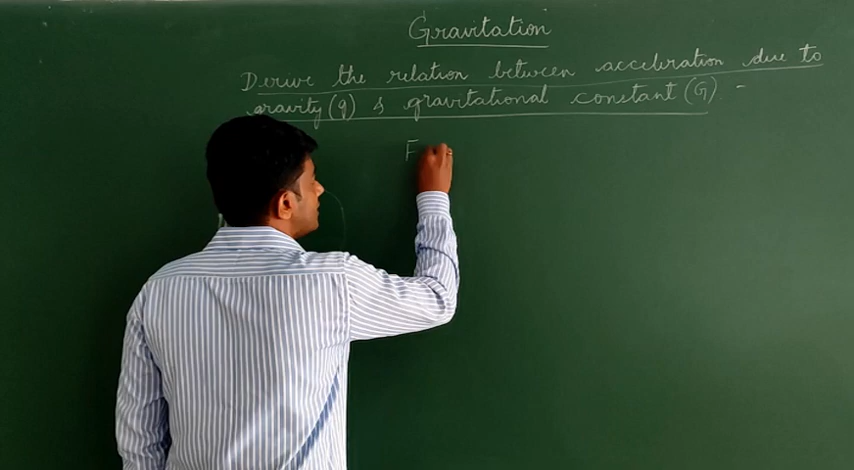 Gravitation
Derive the relation between acceleration due to
gravity (g) & gravitational constant (G) -
F